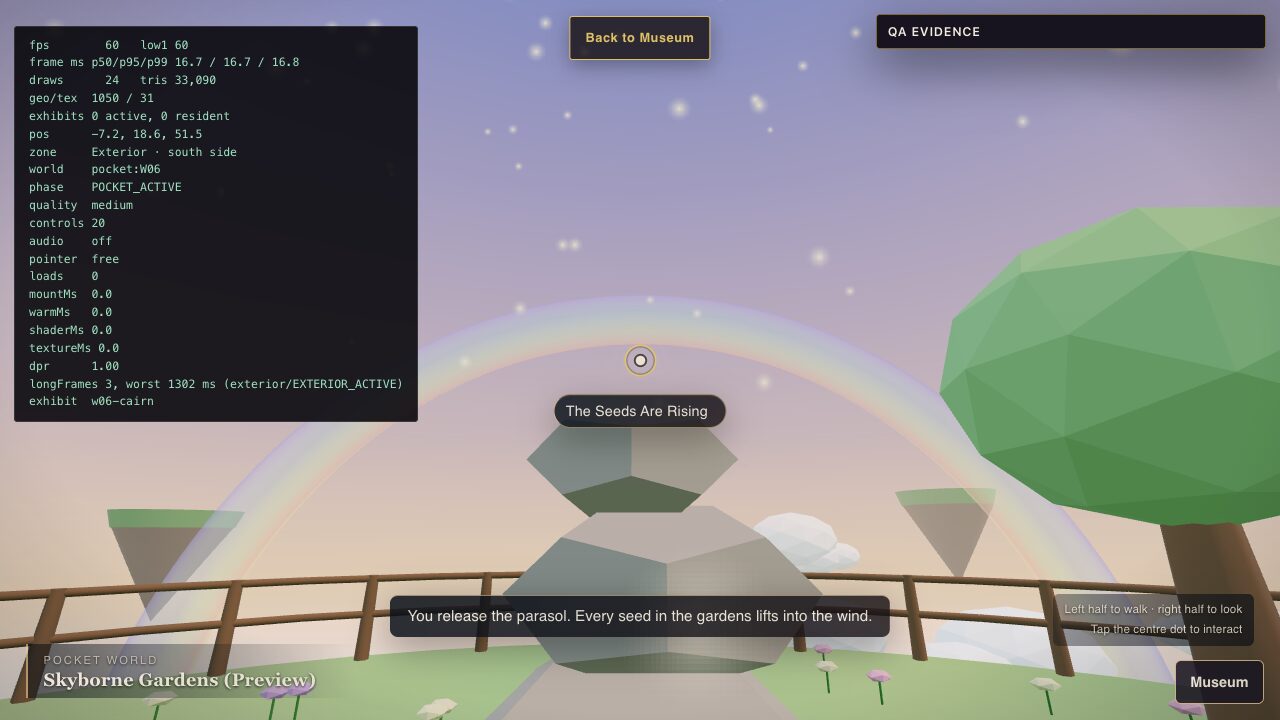 fps 60 low1 60
frame ms p50/p95/p99 16.7 / 16.7 / 16.8
draws 24 tris 33,090
geo/tex 1050 / 31
exhibits 0 active, 0 resident
pos −7.2, 18.6, 51.5
zone Exterior · south side
world pocket:W06
phase POCKET_ACTIVE
quality medium
controls 20
audio off
pointer free
loads 0
mountMs 0.0
warmMs 0.0
shaderMs 0.0
textureMs 0.0
dpr 1.00
longFrames 3, worst 1302 ms (exterior/EXTERIOR_ACTIVE)
exhibit w06-cairn
Back to Museum
QA EVIDENCE
The Seeds Are Rising
You release the parasol. Every seed in the gardens lifts into the wind.
Left half to walk · right half to look
Tap the centre dot to interact
POCKET WORLD
Skyborne Gardens (Preview)
Museum